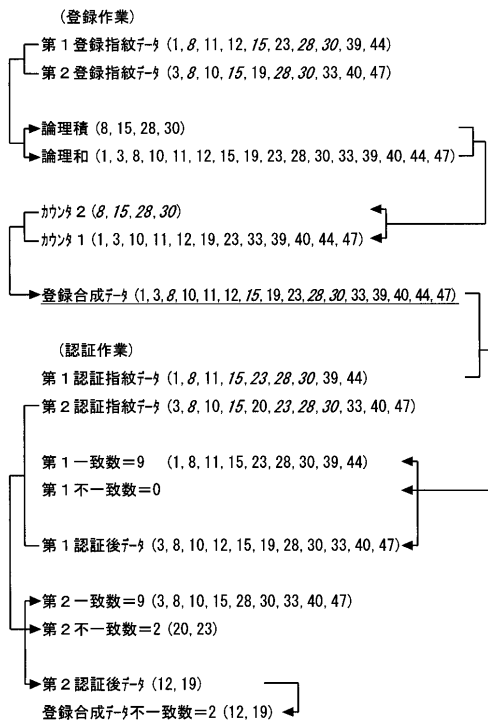 (登録作業)
第1登録指紋データ (1, 8, 11, 12, 15, 23, 28, 30, 39, 44)
第2登録指紋データ (3, 8, 10, 15, 19, 28, 30, 33, 40, 47)
論理積 (8, 15, 28, 30)
論理和 (1, 3, 8, 10, 11, 12, 15, 19, 23, 28, 30, 33, 39, 40, 44, 47)
カウンタ2 (8, 15, 28, 30)
カウンタ1 (1, 3, 10, 11, 12, 19, 23, 33, 39, 40, 44, 47)
登録合成データ (1, 3, 8, 10, 11, 12, 15, 19, 23, 28, 30, 33, 39, 40, 44, 47)
(認証作業)
第1認証指紋データ (1, 8, 11, 15, 23, 28, 30, 39, 44)
第2認証指紋データ (3, 8, 10, 15, 20, 23, 28, 30, 33, 40, 47)
第1一致数=9 (1, 8, 11, 15, 23, 28, 30, 39, 44)
第1不一致数=0
第1認証後データ (3, 8, 10, 12, 15, 19, 28, 30, 33, 40, 47)
第2一致数=9 (3, 8, 10, 15, 28, 30, 33, 40, 47)
第2不一致数=2 (20, 23)
第2認証後データ (12, 19)
登録合成データ不一致数=2 (12, 19)